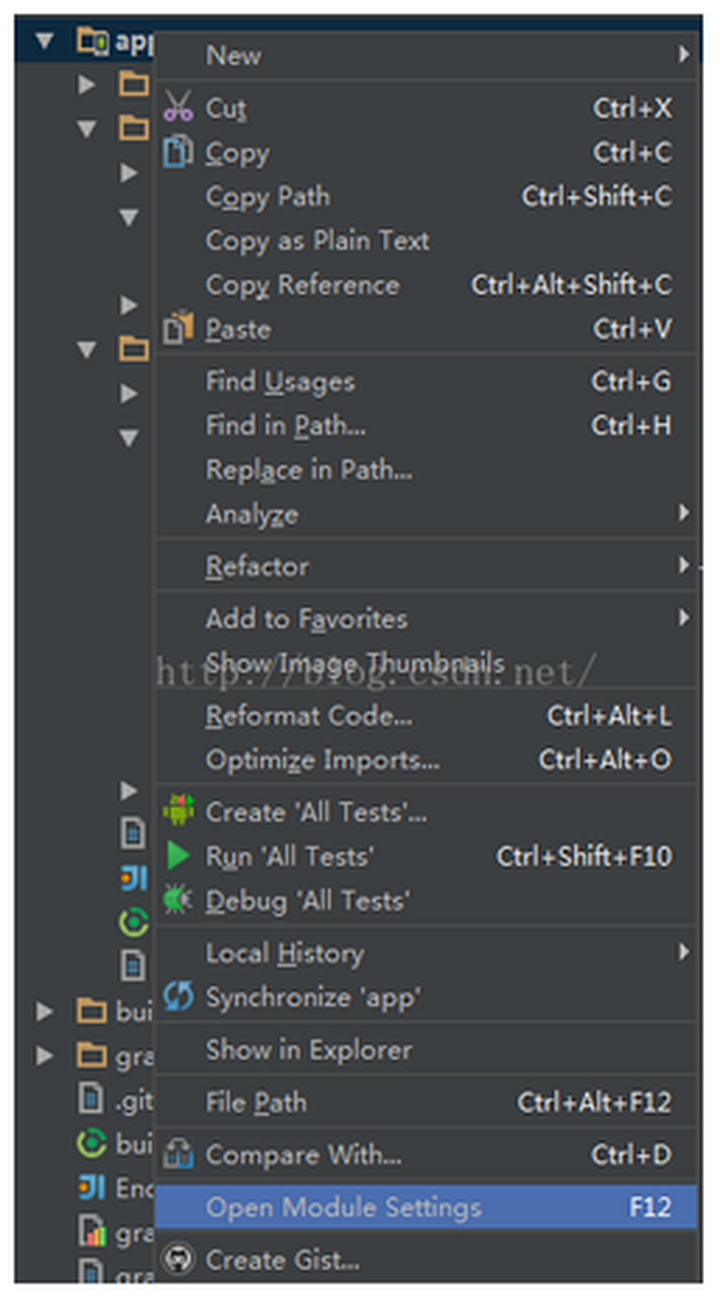 app
New
Cut Ctrl+X
Copy Ctrl+C
Copy Path Ctrl+Shift+C
Copy as Plain Text
Copy Reference Ctrl+Alt+Shift+C
Paste Ctrl+V
Find Usages Ctrl+G
Find in Path... Ctrl+H
Replace in Path...
Analyze
Refactor
Add to Favorites
Show Image Thumbnails
http://blog.csdn.net/
Reformat Code... Ctrl+Alt+L
Optimize Imports... Ctrl+Alt+O
Create 'All Tests'...
Run 'All Tests' Ctrl+Shift+F10
Debug 'All Tests'
Local History
Synchronize 'app'
bui
Show in Explorer
gra
File Path Ctrl+Alt+F12
.git
Compare With... Ctrl+D
bui
Open Module Settings F12
Enc
gra
Create Gist...
gra